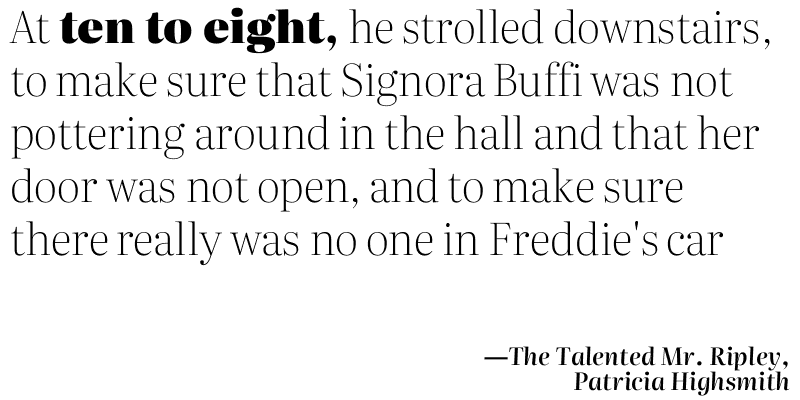 At ten to eight, he strolled downstairs,
to make sure that Signora Buffi was not
pottering around in the hall and that her
door was not open, and to make sure
there really was no one in Freddie's car
—The Talented Mr. Ripley,
Patricia Highsmith